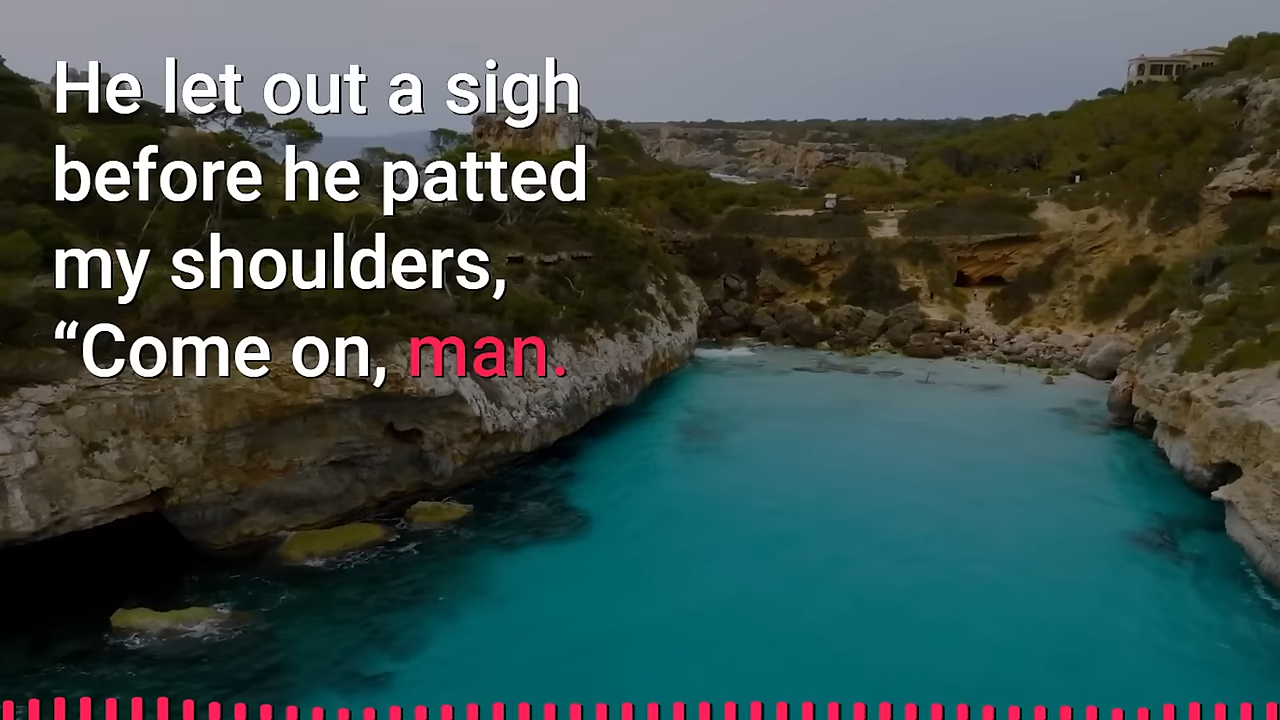 He let out a sigh
before he patted
my shoulders,
“Come on, man.